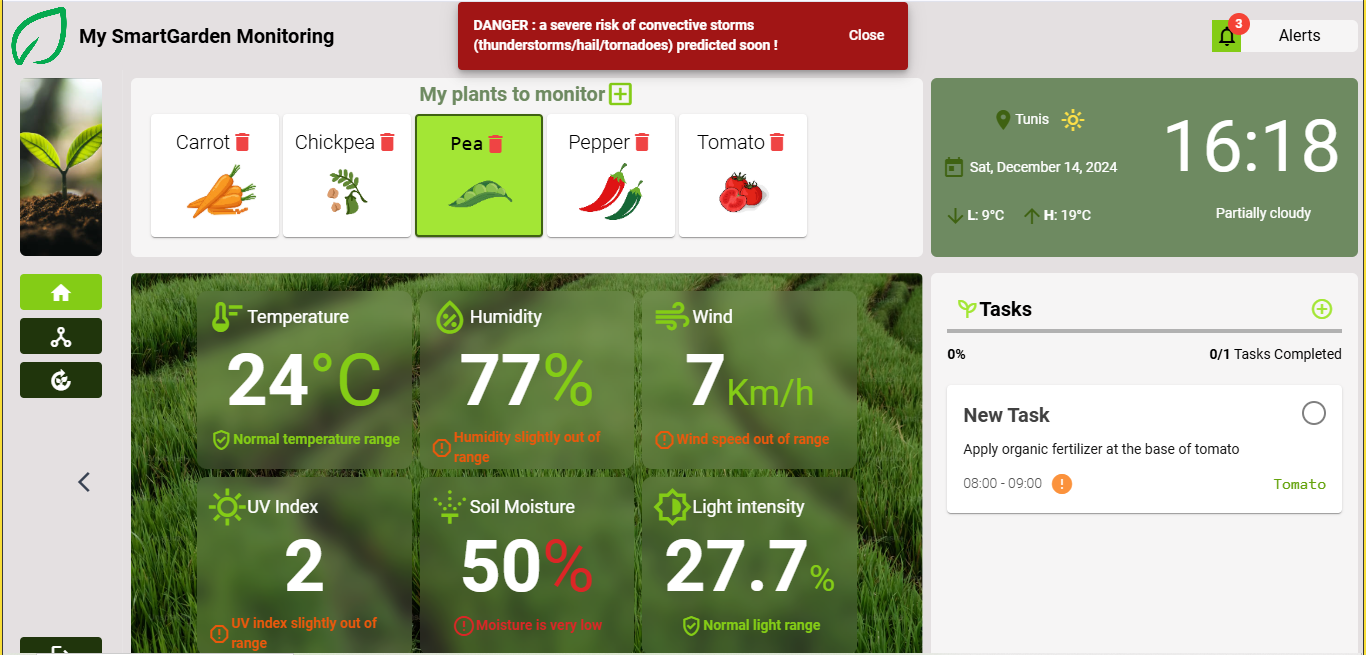 My SmartGarden Monitoring
DANGER : a severe risk of convective storms
(thunderstorms/hail/tornadoes) predicted soon !
Close
3
Alerts
My plants to monitor
Carrot
Chickpea
Pea
Pepper
Tomato
Tunis
Sat, December 14, 2024
L: 9°C
H: 19°C
16:18
Partially cloudy
Temperature
24°C
Normal temperature range
Humidity
77%
Humidity slightly out of
range
Wind
7 Km/h
Wind speed out of range
UV Index
2
UV index slightly out of
range
Soil Moisture
50%
Moisture is very low
Light intensity
27.7%
Normal light range
Tasks
0%
0/1 Tasks Completed
New Task
Apply organic fertilizer at the base of tomato
08:00 - 09:00
Tomato